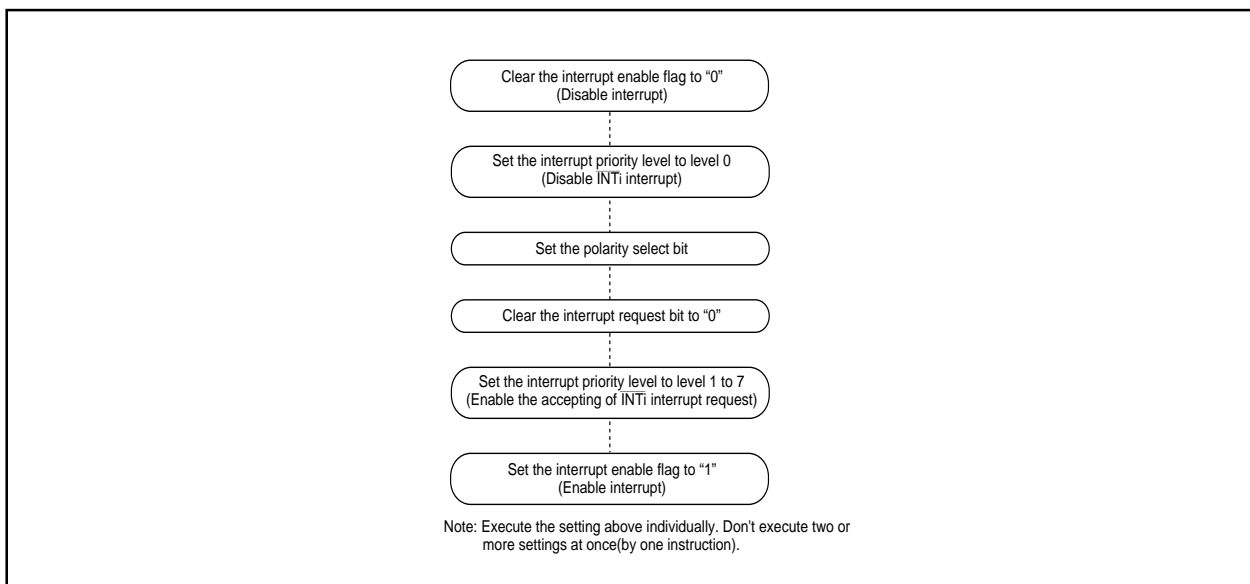 Clear the interrupt enable flag to “0”
(Disable interrupt)
Set the interrupt priority level to level 0
(Disable INTi interrupt)
Set the polarity select bit
Clear the interrupt request bit to “0”
Set the interrupt priority level to level 1 to 7
(Enable the accepting of INTi interrupt request)
Set the interrupt enable flag to “1”
(Enable interrupt)
Note: Execute the setting above individually. Don’t execute two or
more settings at once(by one instruction).